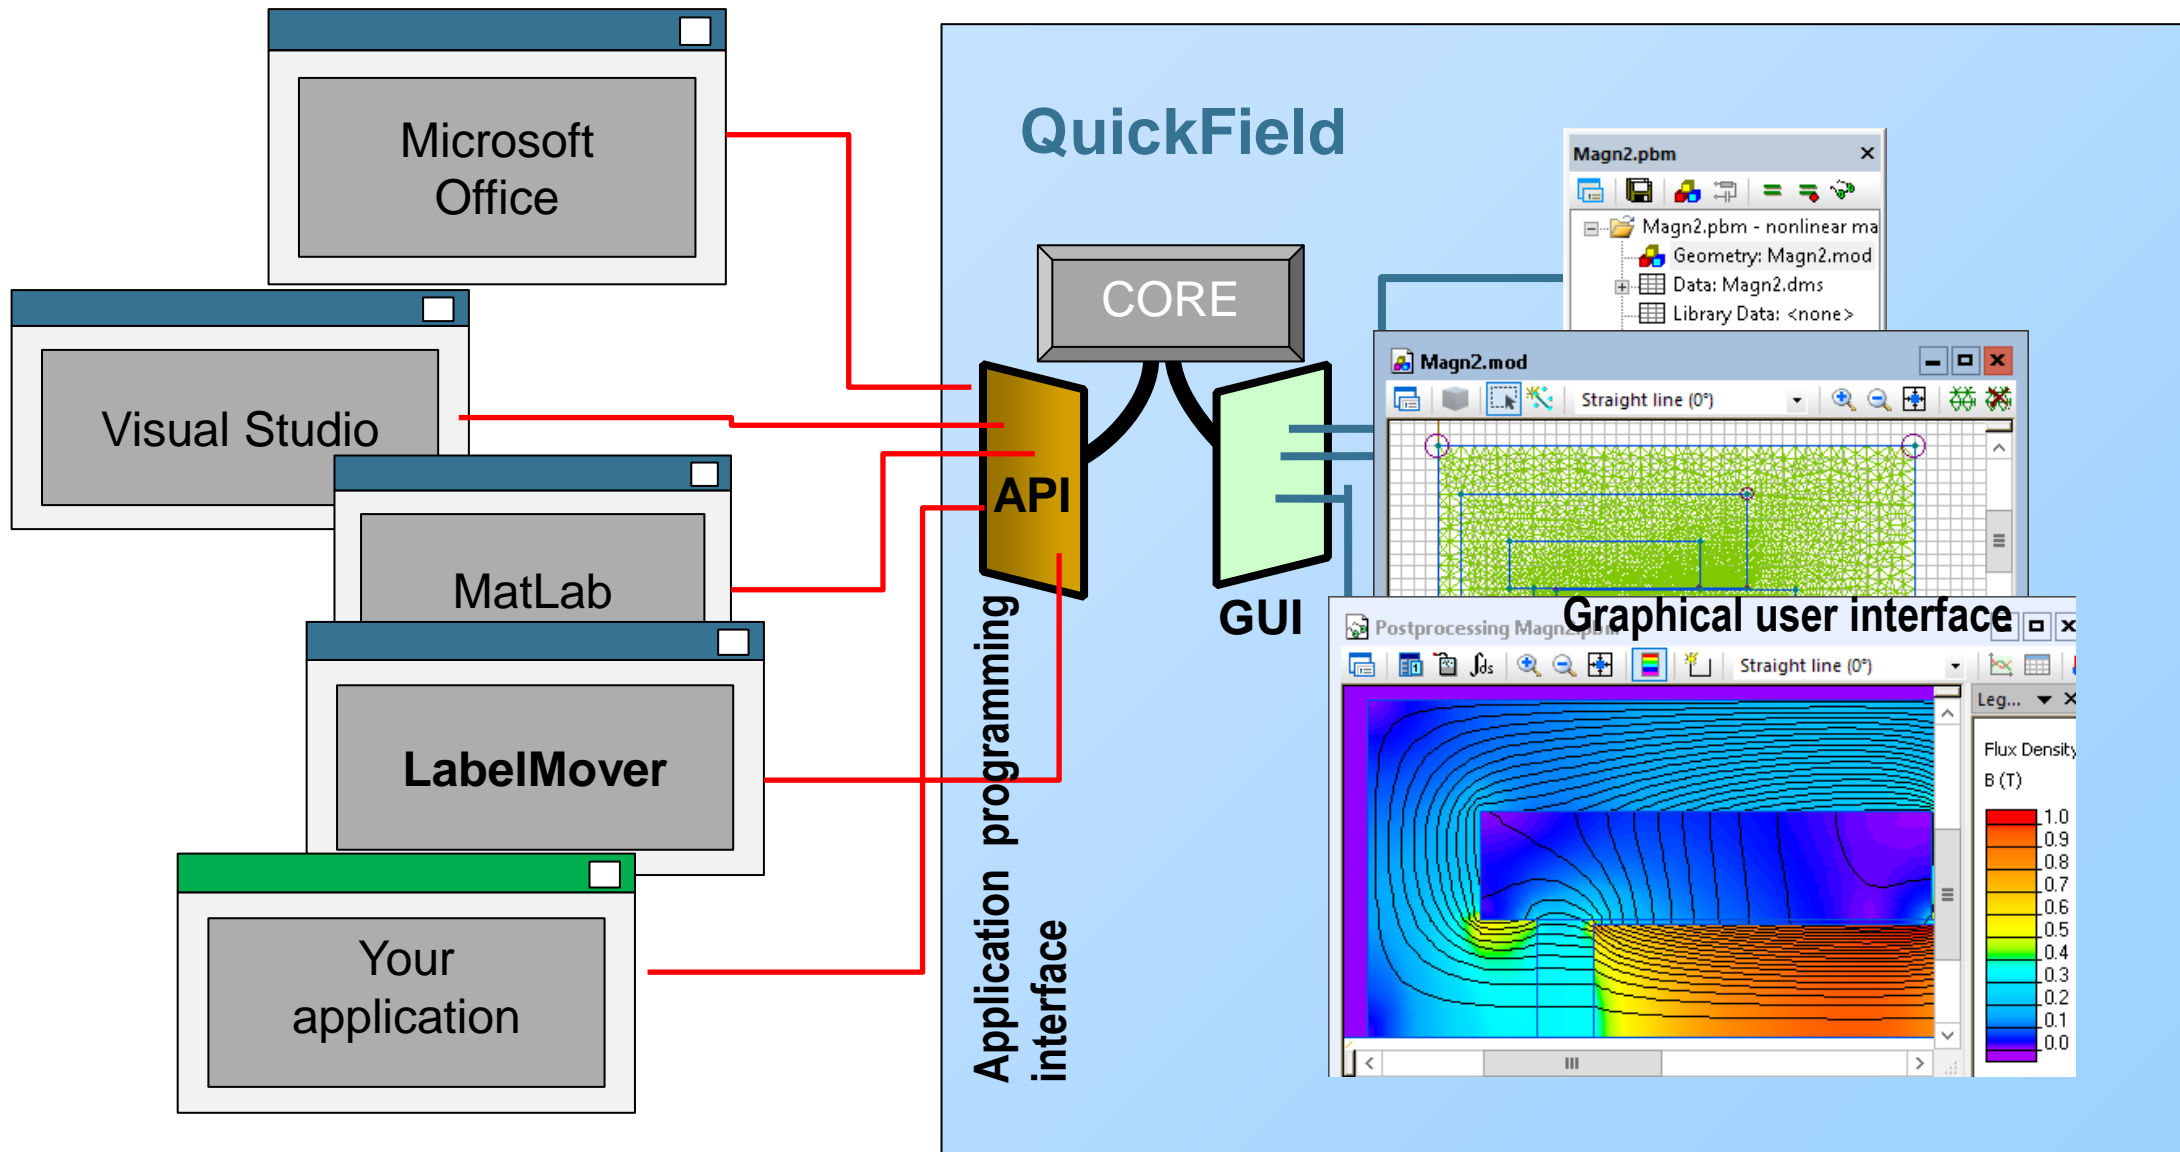 Microsoft
Office
Visual Studio
MatLab
LabelMover
Your
application
QuickField
CORE
API
GUI
Application programming
interface
Graphical user interface
Magn2.pbm
Magn2.pbm - nonlinear ma
Geometry: Magn2.mod
Data: Magn2.dms
Library Data: <none>
Magn2.mod
Straight line (0°)
Postprocessing Magn2.pbm
Straight line (0°)
Leg...
Flux Density
B (T)
1.0
0.9
0.8
0.7
0.6
0.5
0.4
0.3
0.2
0.1
0.0